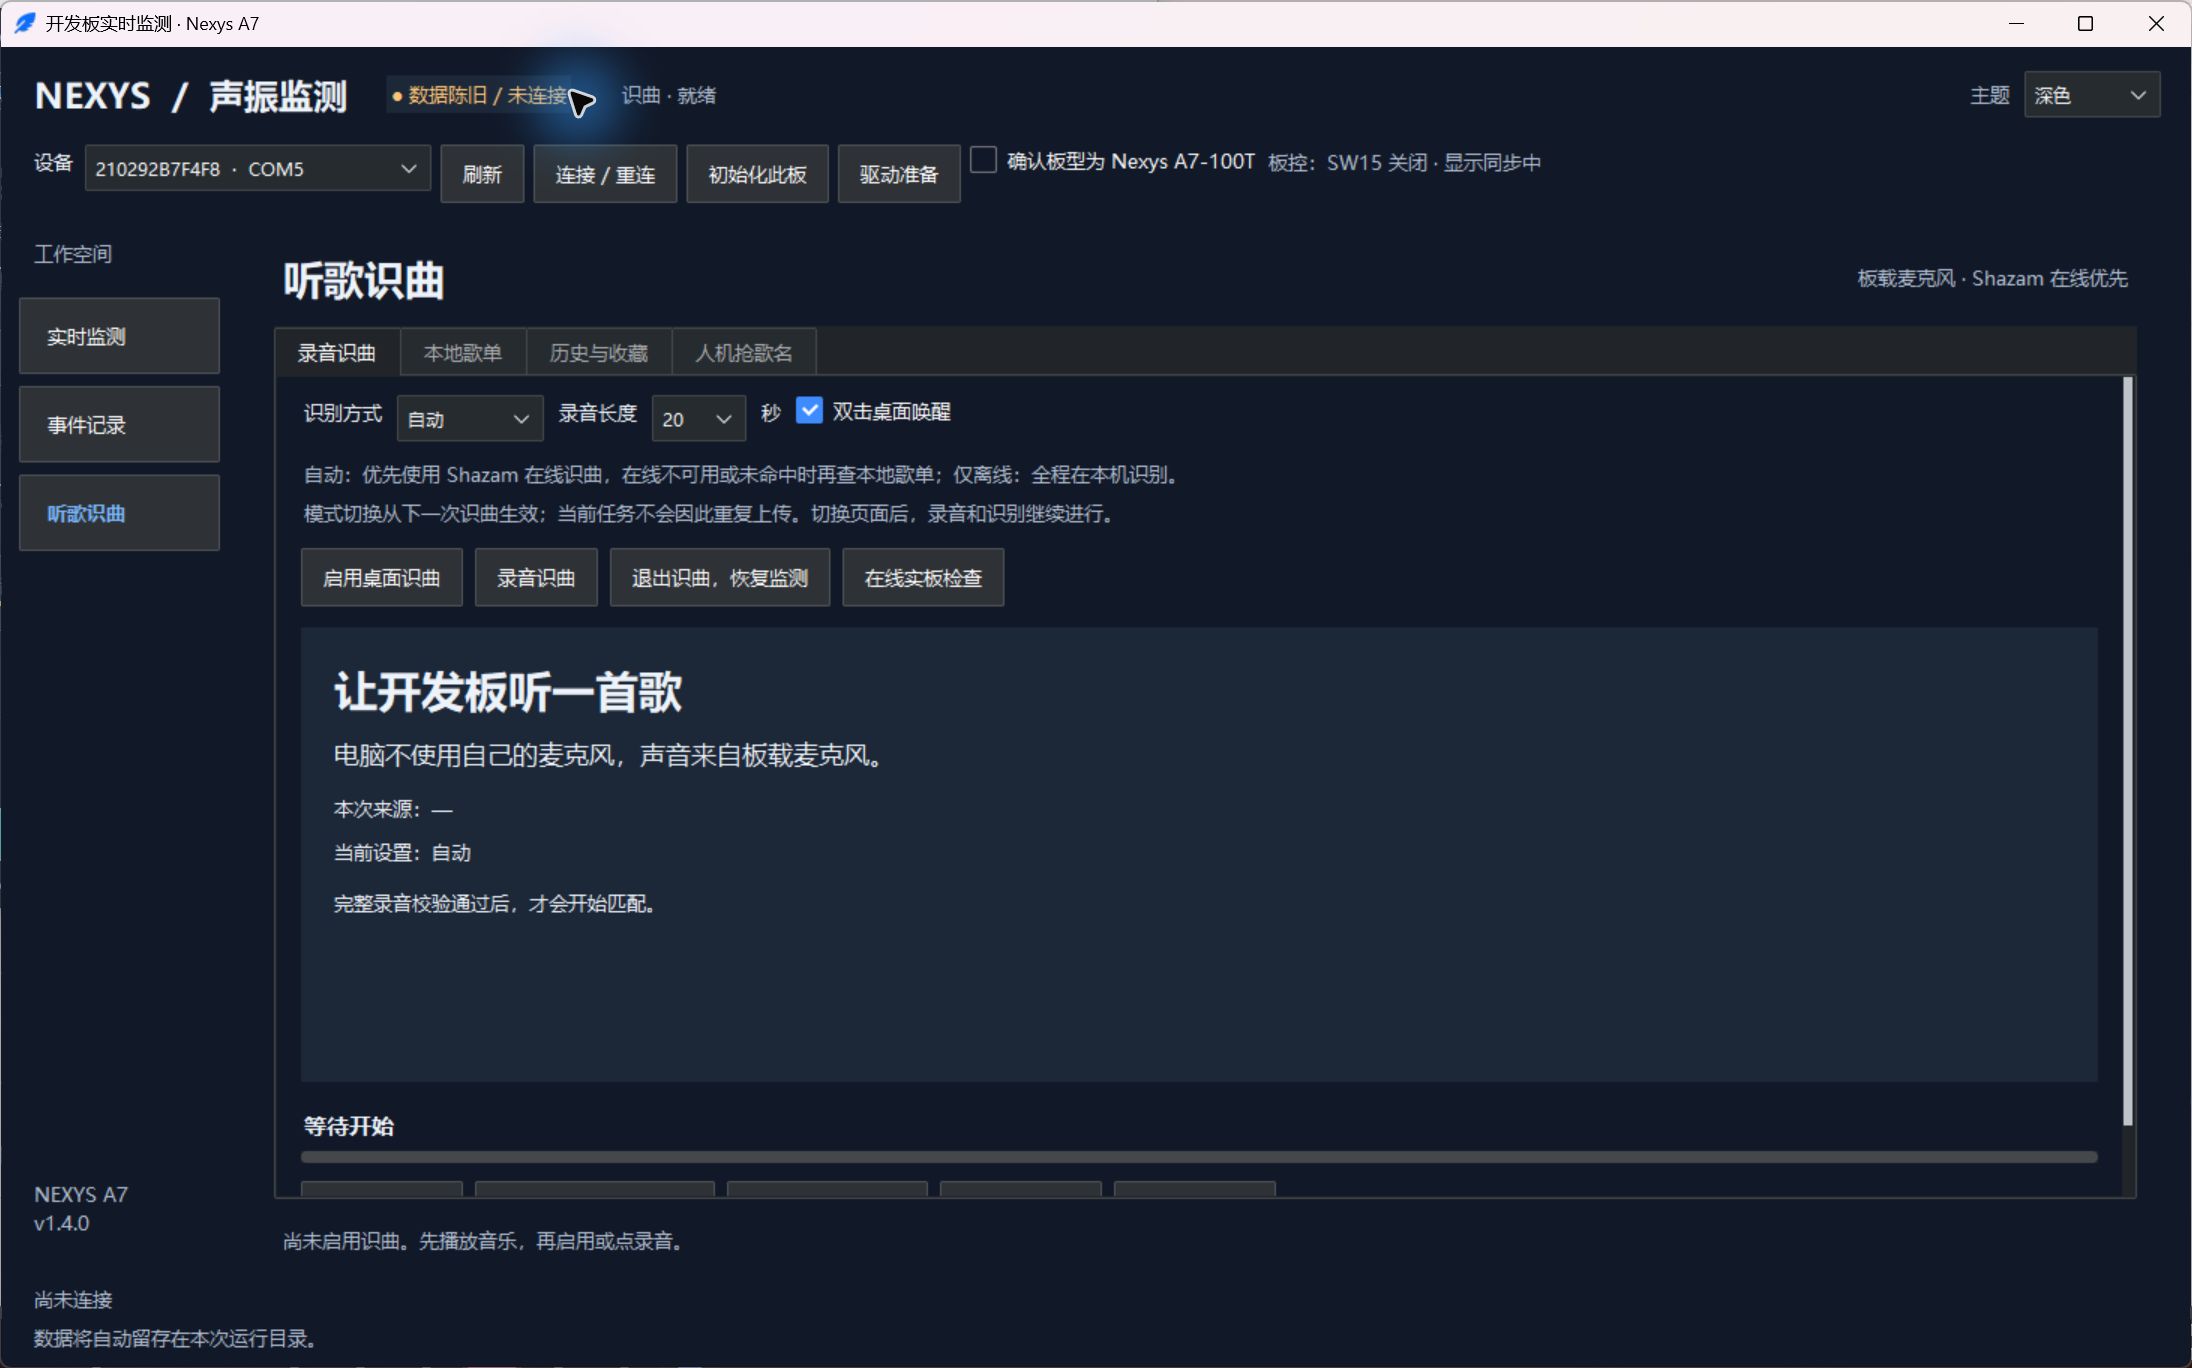 开发板实时监测 · Nexys A7
NEXYS / 声振监测
● 数据陈旧 / 未连接
识曲 · 就绪
主题
深色
设备
210292B7F4F8 · COM5
刷新
连接 / 重连
初始化此板
驱动准备
确认板型为 Nexys A7-100T
板控：SW15 关闭 · 显示同步中
工作空间
实时监测
事件记录
听歌识曲
听歌识曲
板载麦克风 · Shazam 在线优先
录音识曲
本地歌单
历史与收藏
人机抢歌名
识别方式
自动
录音长度
20
秒
双击桌面唤醒
自动：优先使用 Shazam 在线识曲，在线不可用或未命中时再查本地歌单；仅离线：全程在本机识别。
模式切换从下一次识曲生效；当前任务不会因此重复上传。切换页面后，录音和识别继续进行。
启用桌面识曲
录音识曲
退出识曲，恢复监测
在线实板检查
让开发板听一首歌
电脑不使用自己的麦克风，声音来自板载麦克风。
本次来源：—
当前设置：自动
完整录音校验通过后，才会开始匹配。
等待开始
NEXYS A7
v1.4.0
尚未启用识曲。先播放音乐，再启用或点录音。
尚未连接
数据将自动留存在本次运行目录。